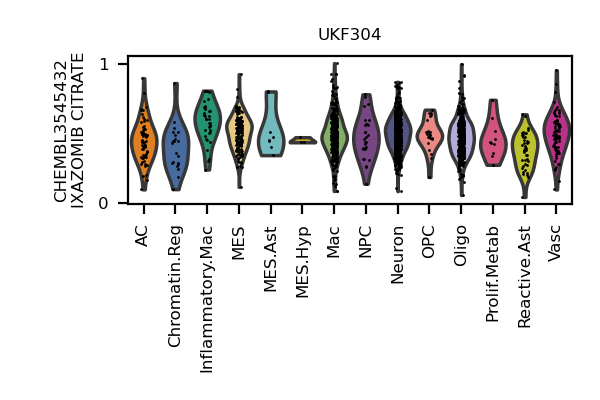 UKF304
CHEMBL3545432
IXAZOMIB CITRATE
1
0
AC
Chromatin.Reg
Inflammatory.Mac
MES
MES.Ast
MES.Hyp
Mac
NPC
Neuron
OPC
Oligo
Prolif.Metab
Reactive.Ast
Vasc